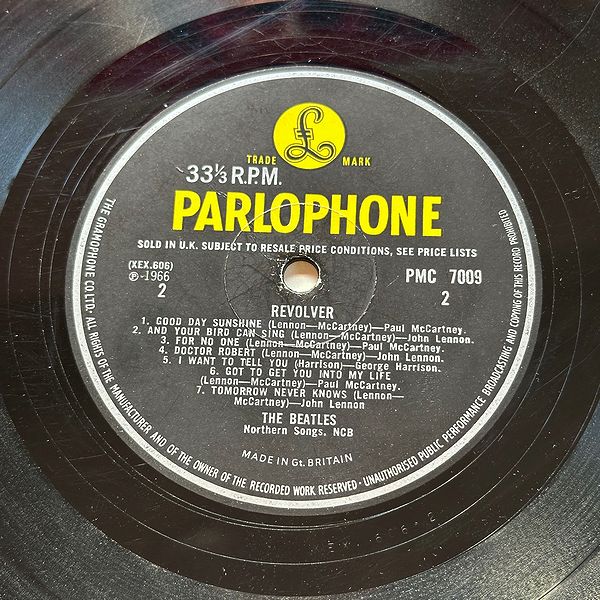 £
TRADE MARK
33⅓ R.P.M.
PARLOPHONE
SOLD IN U.K. SUBJECT TO RESALE PRICE CONDITIONS, SEE PRICE LISTS
(XEX.606)
℗-1966
2
PMC 7009
2
REVOLVER
1. GOOD DAY SUNSHINE (Lennon—McCartney)—Paul McCartney.
2. AND YOUR BIRD CAN SING (Lennon—McCartney)—John Lennon.
3. FOR NO ONE (Lennon—McCartney)—Paul McCartney.
4. DOCTOR ROBERT (Lennon—McCartney)—John Lennon.
5. I WANT TO TELL YOU (Harrison)—George Harrison.
6. GOT TO GET YOU INTO MY LIFE
(Lennon—McCartney)—Paul McCartney.
7. TOMORROW NEVER KNOWS (Lennon—
McCartney)—John Lennon
THE BEATLES
Northern Songs, NCB
MADE IN Gt. BRITAIN
THE GRAMOPHONE CO. LTD. ALL RIGHTS OF THE MANUFACTURER AND OF THE OWNER OF THE RECORDED WORK RESERVED · UNAUTHORISED PUBLIC PERFORMANCE BROADCASTING AND COPYING OF THIS RECORD PROHIBITED